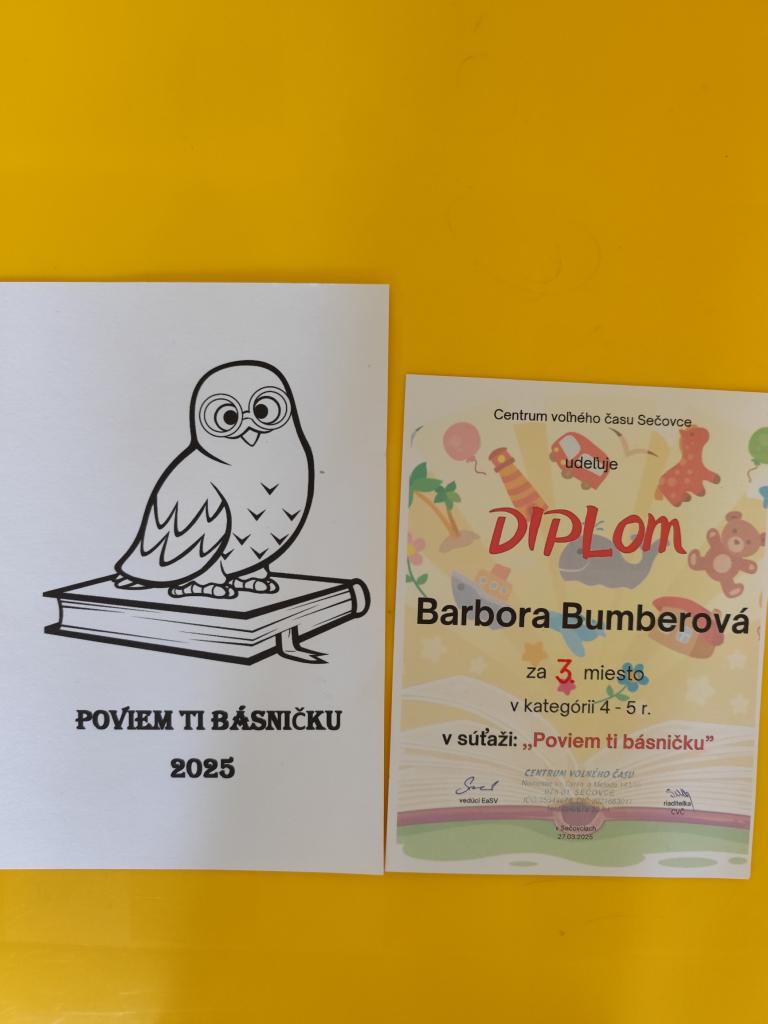 POVIEM TI BÁSNIČKU
2025
Centrum voľného času Sečovce
udeľuje
DIPLOM
Barbora Bumberová
za 3. miesto
v kategórii 4 - 5 r.
v súťaži: „Poviem ti básničku”
CENTRUM VOĽNÉHO ČASU
SEČOVCE
vedúci EaSV
riaditeľka
CVČ
v Sečovciach
27.03.2025